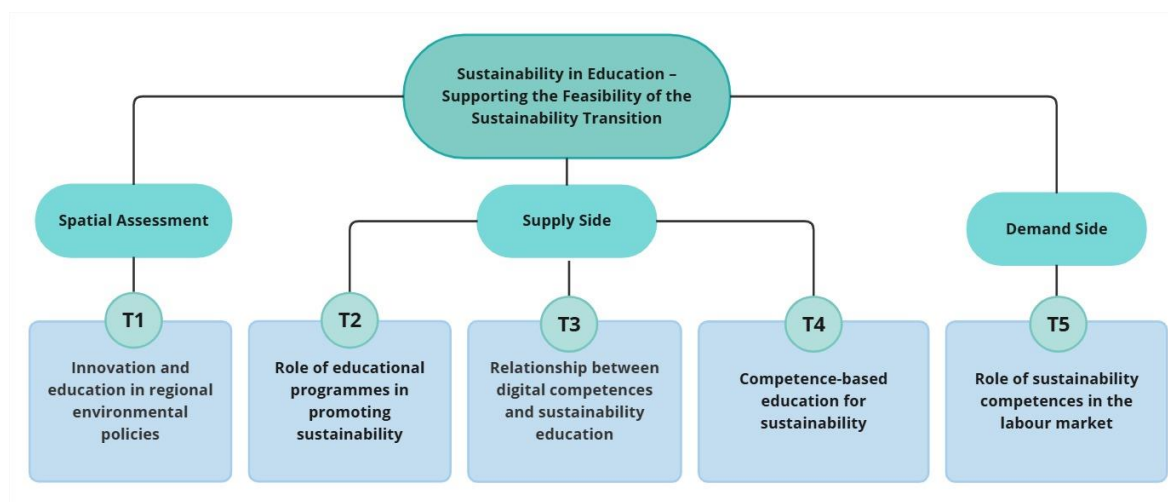 Sustainability in Education –
Supporting the Feasibility of the
Sustainability Transition
Spatial Assessment
Supply Side
Demand Side
T1
Innovation and
education in regional
environmental
policies
T2
Role of educational
programmes in
promoting
sustainability
T3
Relationship between
digital competences
and sustainability
education
T4
Competence-based
education for
sustainability
T5
Role of sustainability
competences in the
labour market